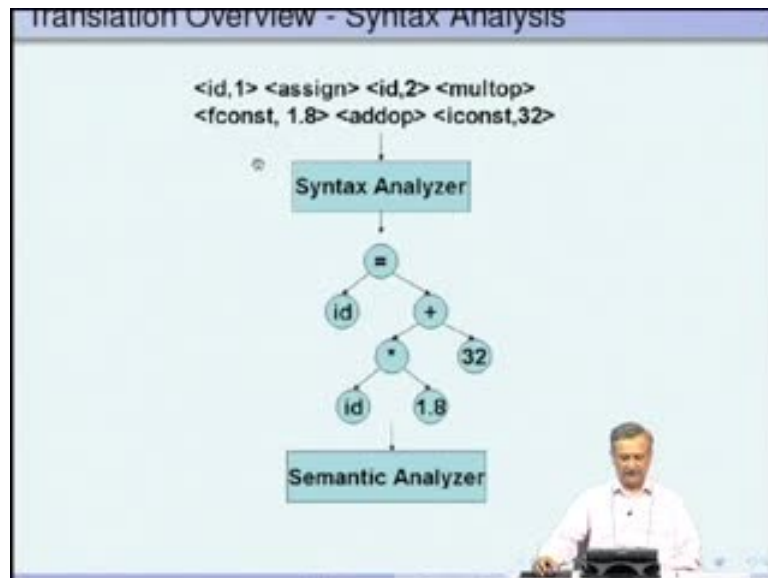 Translation Overview - Syntax Analysis
<id,1> <assign> <id,2> <multop>
<fconst, 1.8> <addop> <iconst,32>
Syntax Analyzer
=
id +
* 32
id 1.8
Semantic Analyzer